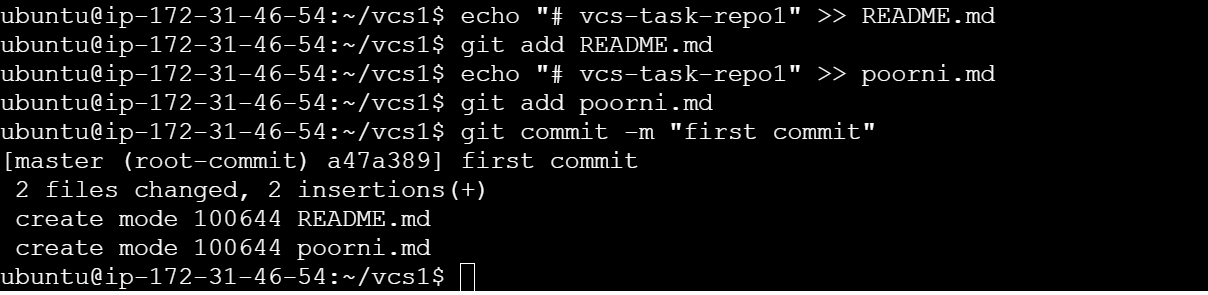 ubuntu@ip-172-31-46-54:~/vcs1$ echo "# vcs-task-repo1" >> README.md
ubuntu@ip-172-31-46-54:~/vcs1$ git add README.md
ubuntu@ip-172-31-46-54:~/vcs1$ echo "# vcs-task-repo1" >> poorni.md
ubuntu@ip-172-31-46-54:~/vcs1$ git add poorni.md
ubuntu@ip-172-31-46-54:~/vcs1$ git commit -m "first commit"
[master (root-commit) a47a389] first commit
 2 files changed, 2 insertions(+)
 create mode 100644 README.md
 create mode 100644 poorni.md
ubuntu@ip-172-31-46-54:~/vcs1$